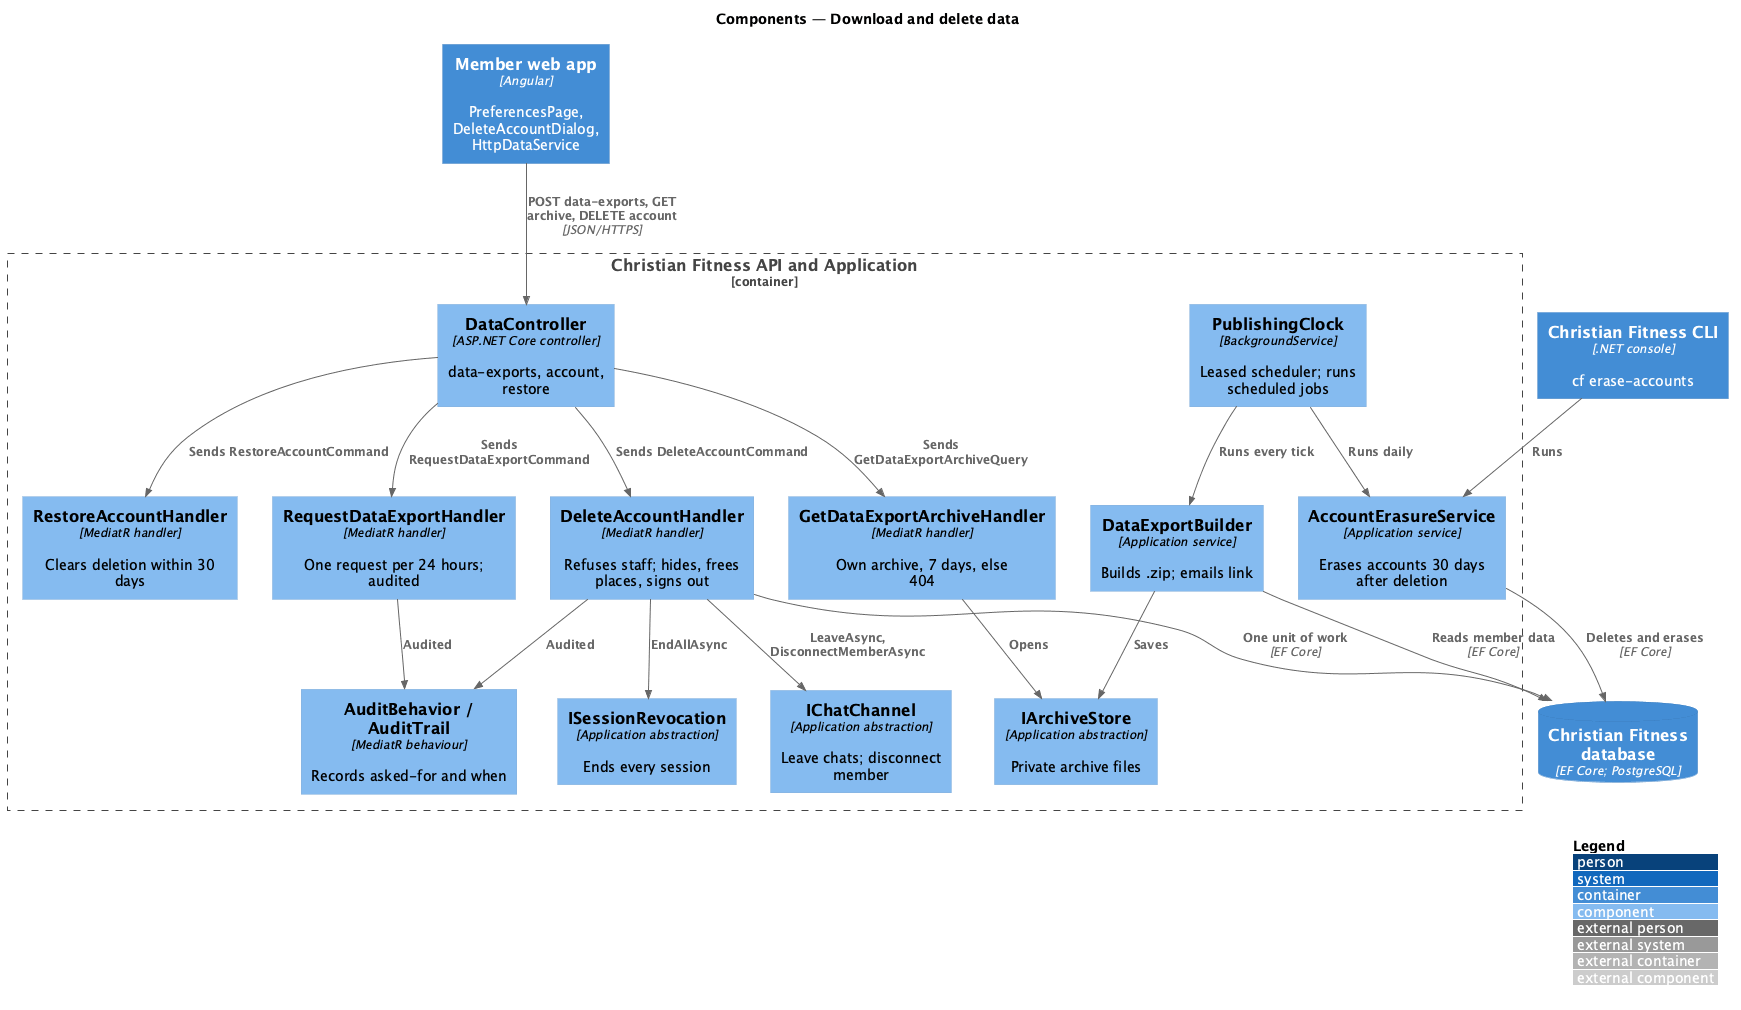 Components — Download and delete data
Member web app
[Angular]
PreferencesPage,
DeleteAccountDialog,
HttpDataService
POST data-exports, GET
archive, DELETE account
[JSON/HTTPS]
Christian Fitness API and Application
[container]
DataController
[ASP.NET Core controller]
data-exports, account,
restore
PublishingClock
[BackgroundService]
Leased scheduler; runs
scheduled jobs
Christian Fitness CLI
[.NET console]
cf erase-accounts
Sends RestoreAccountCommand
Sends
RequestDataExportCommand
Sends DeleteAccountCommand
Sends
GetDataExportArchiveQuery
Runs every tick
Runs daily
Runs
RestoreAccountHandler
[MediatR handler]
Clears deletion within 30
days
RequestDataExportHandler
[MediatR handler]
One request per 24 hours;
audited
DeleteAccountHandler
[MediatR handler]
Refuses staff; hides, frees
places, signs out
GetDataExportArchiveHandler
[MediatR handler]
Own archive, 7 days, else
404
DataExportBuilder
[Application service]
Builds .zip; emails link
AccountErasureService
[Application service]
Erases accounts 30 days
after deletion
Audited
Audited
EndAllAsync
LeaveAsync,
DisconnectMemberAsync
Opens
Saves
One unit of work
[EF Core]
Reads member data
[EF Core]
Deletes and erases
[EF Core]
AuditBehavior /
AuditTrail
[MediatR behaviour]
Records asked-for and when
ISessionRevocation
[Application abstraction]
Ends every session
IChatChannel
[Application abstraction]
Leave chats; disconnect
member
IArchiveStore
[Application abstraction]
Private archive files
Christian Fitness
database
[EF Core; PostgreSQL]
Legend
person
system
container
component
external person
external system
external container
external component